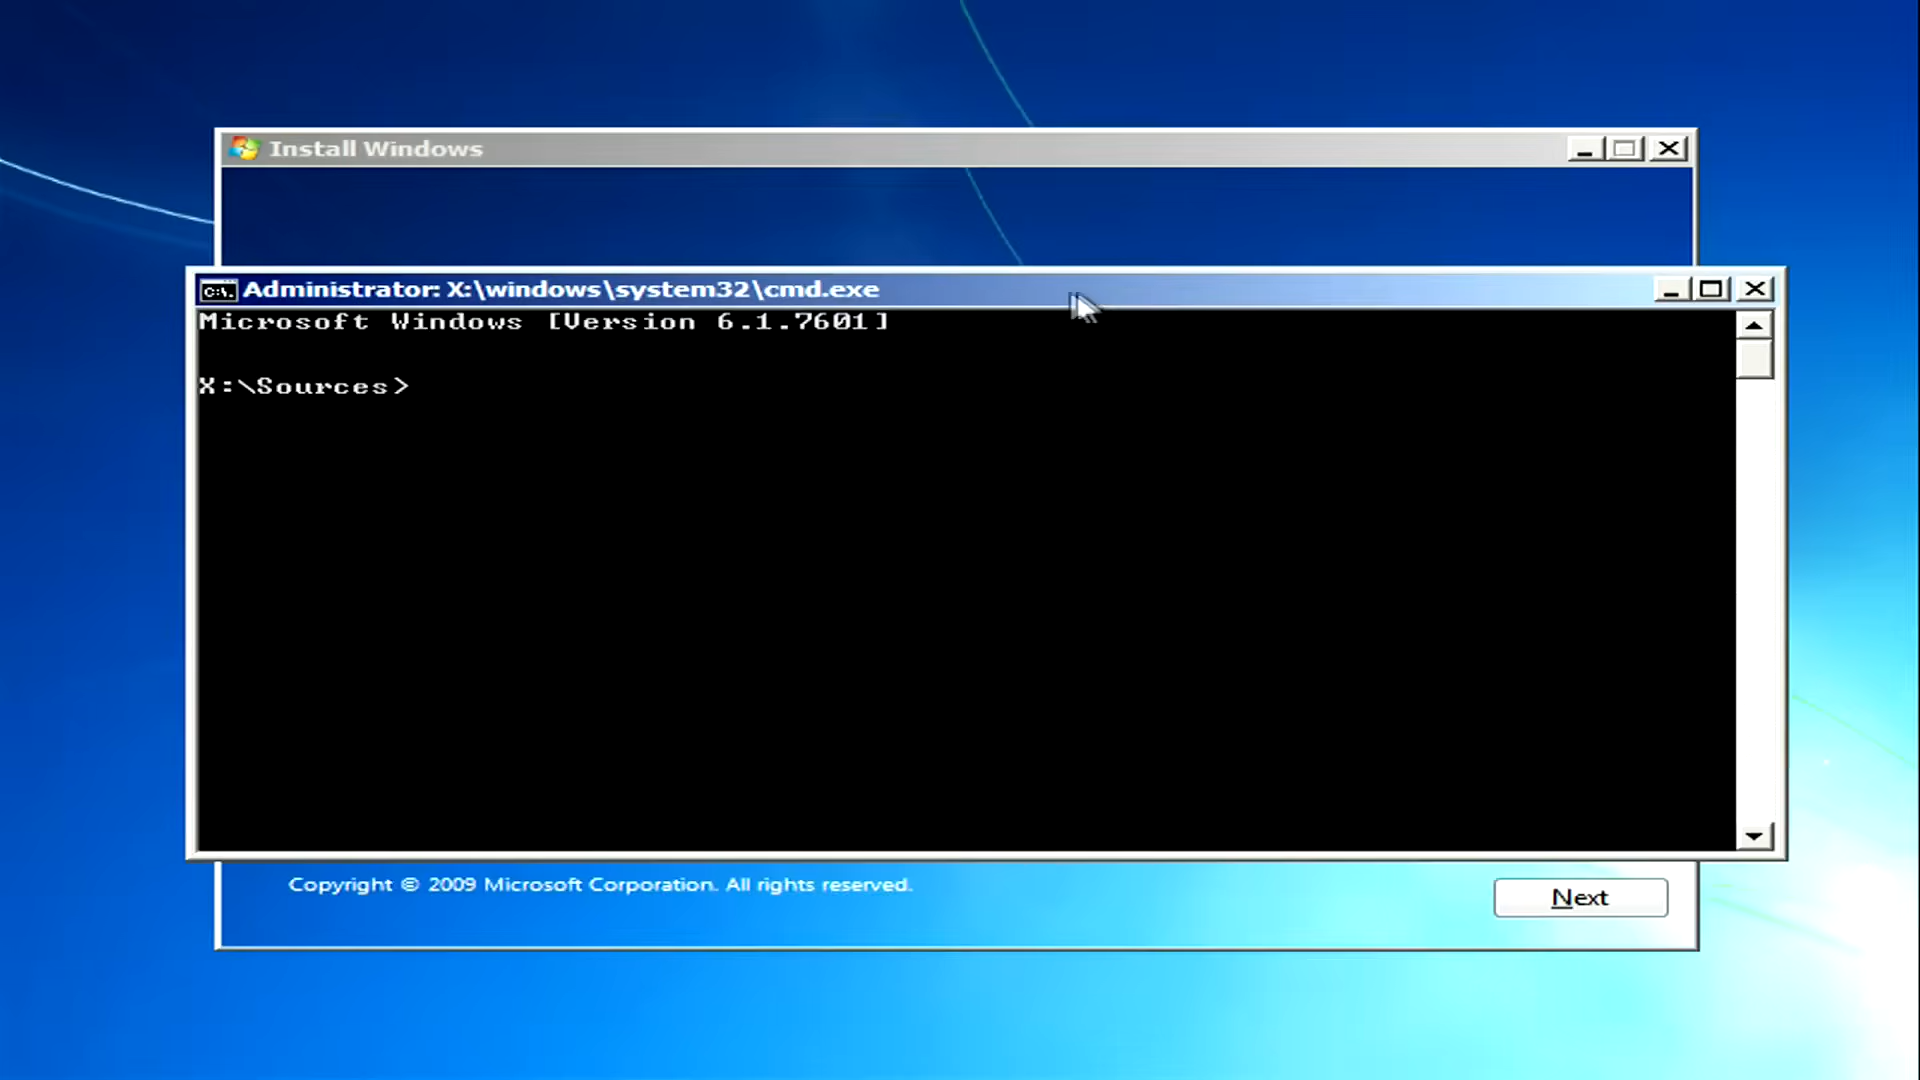 Install Windows
C:\.
Administrator: X:\windows\system32\cmd.exe
Microsoft Windows [Version 6.1.7601]
X:\Sources>
Copyright © 2009 Microsoft Corporation. All rights reserved.
Next